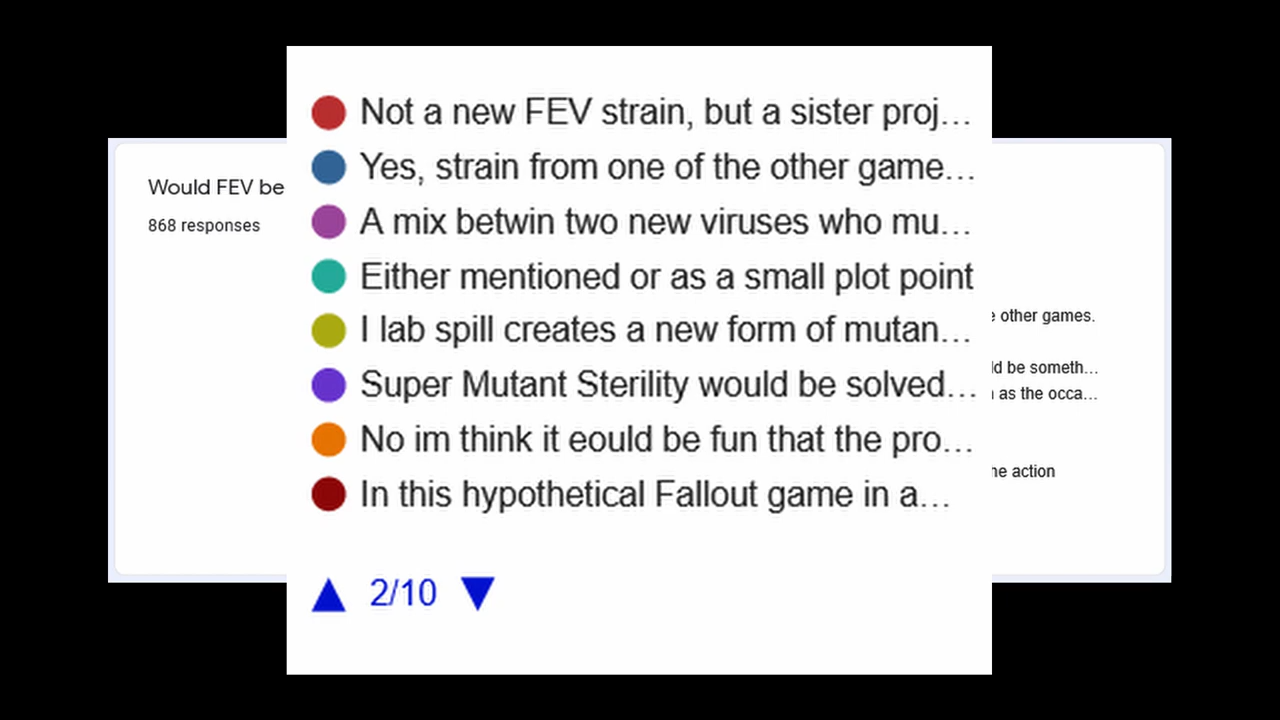 Would FEV be
868 responses
Not a new FEV strain, but a sister proj...
Yes, strain from one of the other game...
A mix betwin two new viruses who mu...
Either mentioned or as a small plot point
I lab spill creates a new form of mutan...
Super Mutant Sterility would be solved...
No im think it eould be fun that the pro...
In this hypothetical Fallout game in a...
2/10
other games.
ld be someth...
as the occa...
action